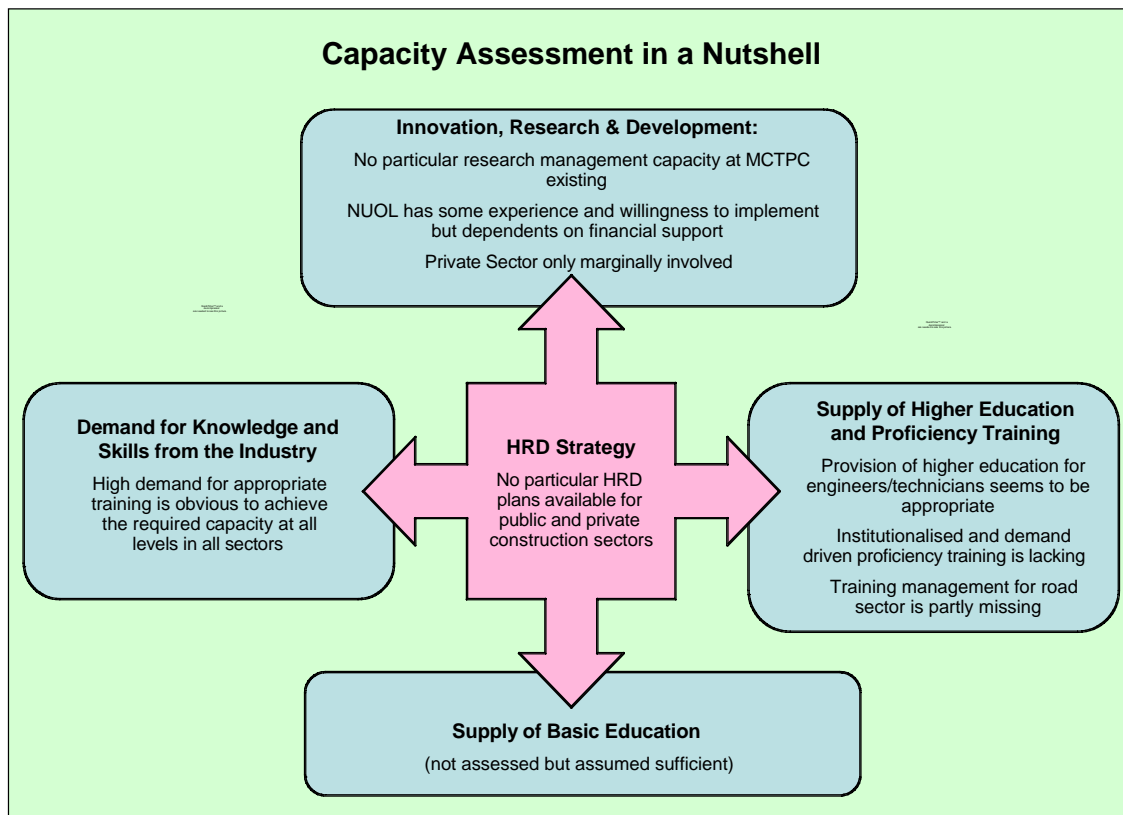 Capacity Assessment in a Nutshell
Innovation, Research & Development:
No particular research management capacity at MCTPC
existing
NUOL has some experience and willingness to implement
but dependents on financial support
Private Sector only marginally involved
Demand for Knowledge and
Skills from the Industry
High demand for appropriate
training is obvious to achieve
the required capacity at all
levels in all sectors
HRD Strategy
No particular HRD
plans available for
public and private
construction sectors
Supply of Higher Education
and Proficiency Training
Provision of higher education for
engineers/technicians seems to be
appropriate
Institutionalised and demand
driven proficiency training is lacking
Training management for road
sector is partly missing
Supply of Basic Education
(not assessed but assumed sufficient)